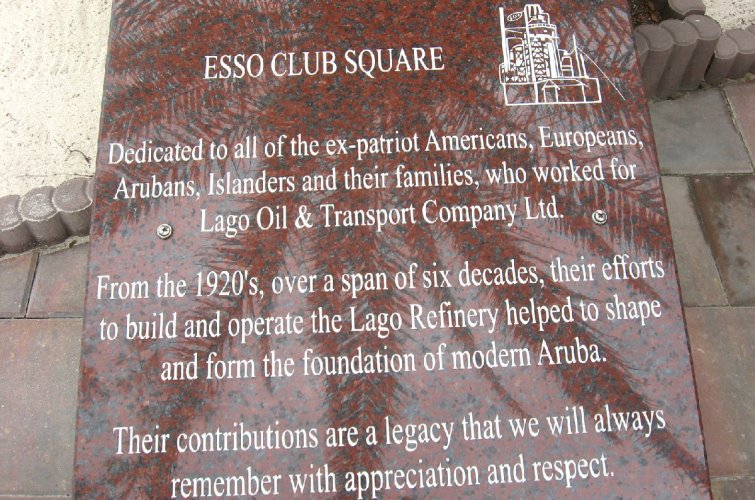 ESSO
ESSO CLUB SQUARE
Dedicated to all of the ex-patriot Americans, Europeans,
Arubans, Islanders and their families, who worked for
Lago Oil & Transport Company Ltd.
From the 1920's, over a span of six decades, their efforts
to build and operate the Lago Refinery helped to shape
and form the foundation of modern Aruba.
Their contributions are a legacy that we will always
remember with appreciation and respect.